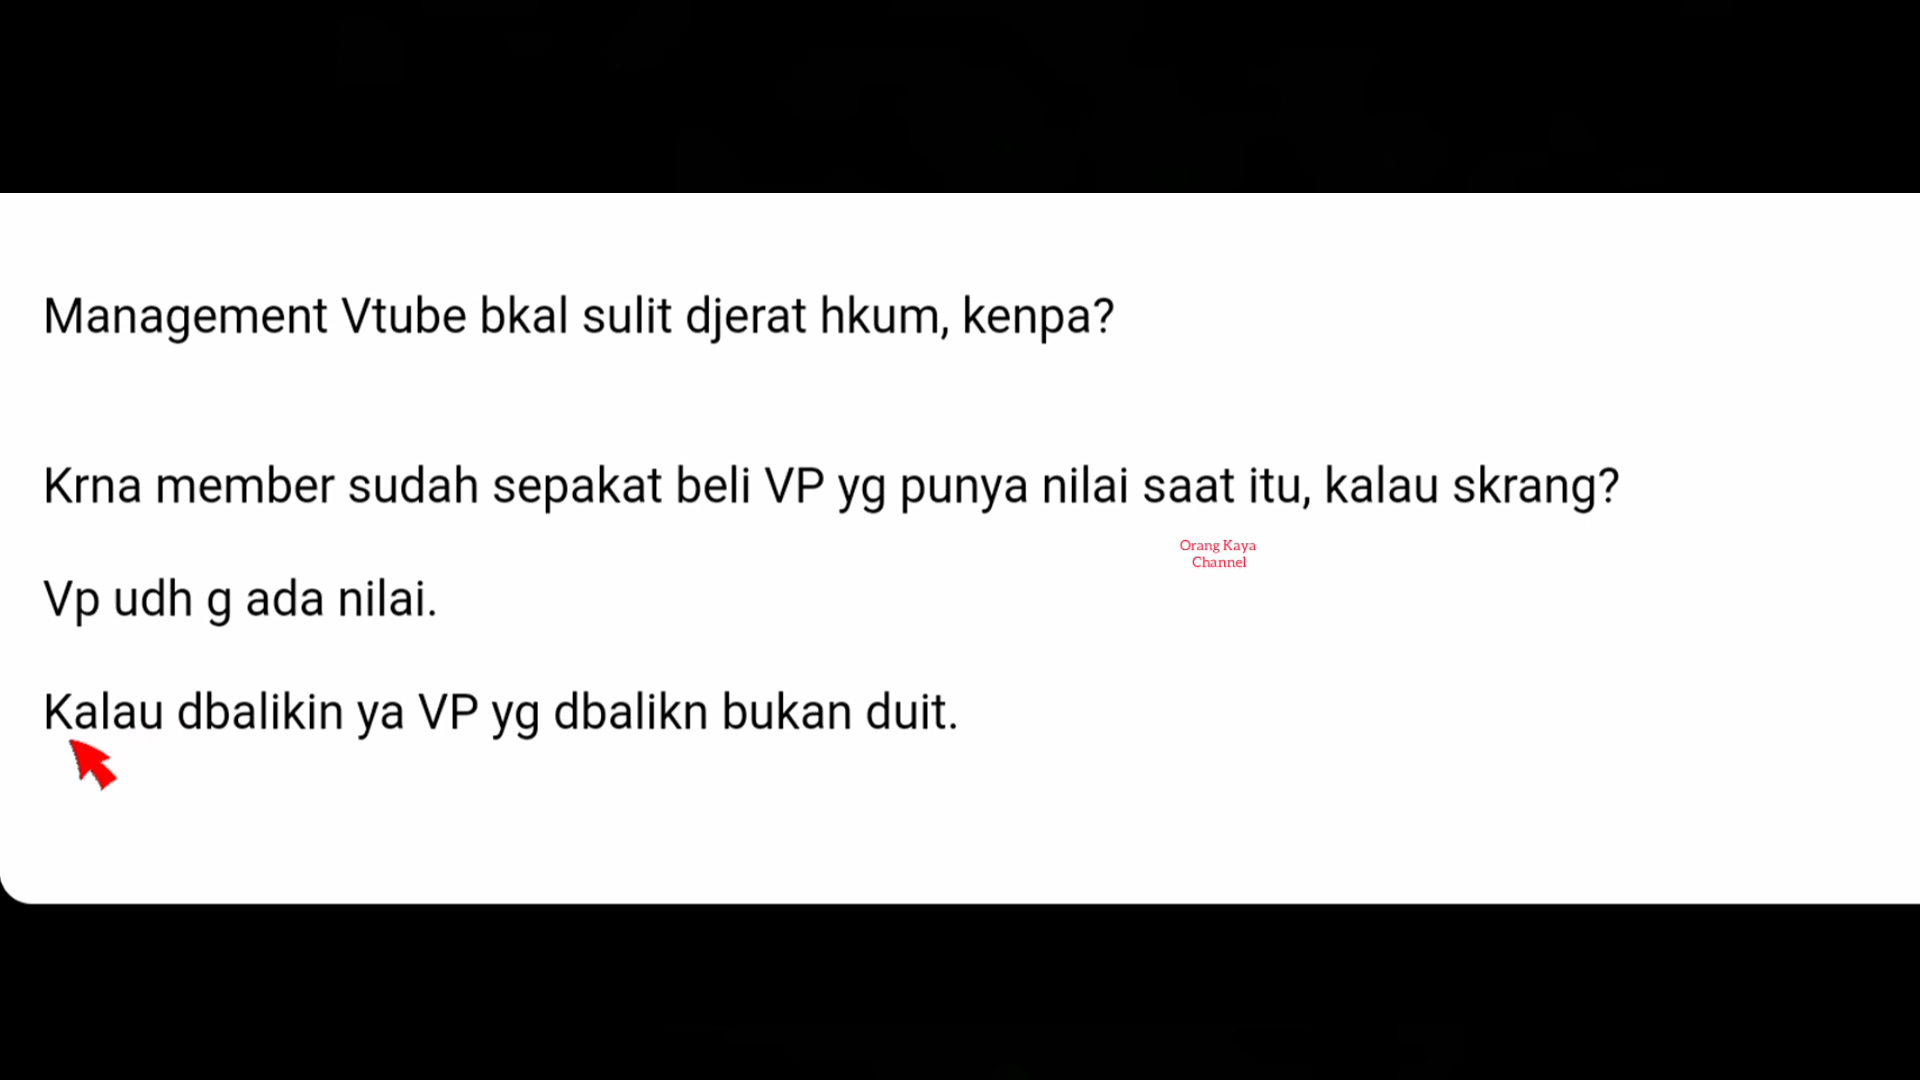 Management Vtube bkal sulit djerat hkum, kenpa?
Krna member sudah sepakat beli VP yg punya nilai saat itu, kalau skrang?
Orang Kaya
Channel
Vp udh g ada nilai.
Kalau dbalikin ya VP yg dbalikn bukan duit.